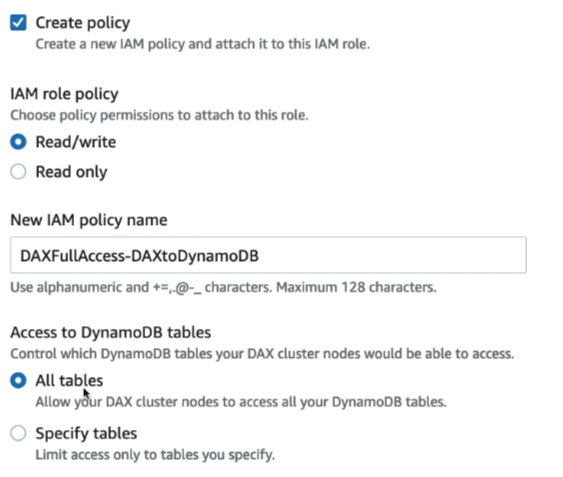 Create policy
Create a new IAM policy and attach it to this IAM role.
IAM role policy
Choose policy permissions to attach to this role.
Read/write
Read only
New IAM policy name
DAXFullAccess-DAXtoDynamoDB
Use alphanumeric and +=,.@-_ characters. Maximum 128 characters.
Access to DynamoDB tables
Control which DynamoDB tables your DAX cluster nodes would be able to access.
All tables
Allow your DAX cluster nodes to access all your DynamoDB tables.
Specify tables
Limit access only to tables you specify.